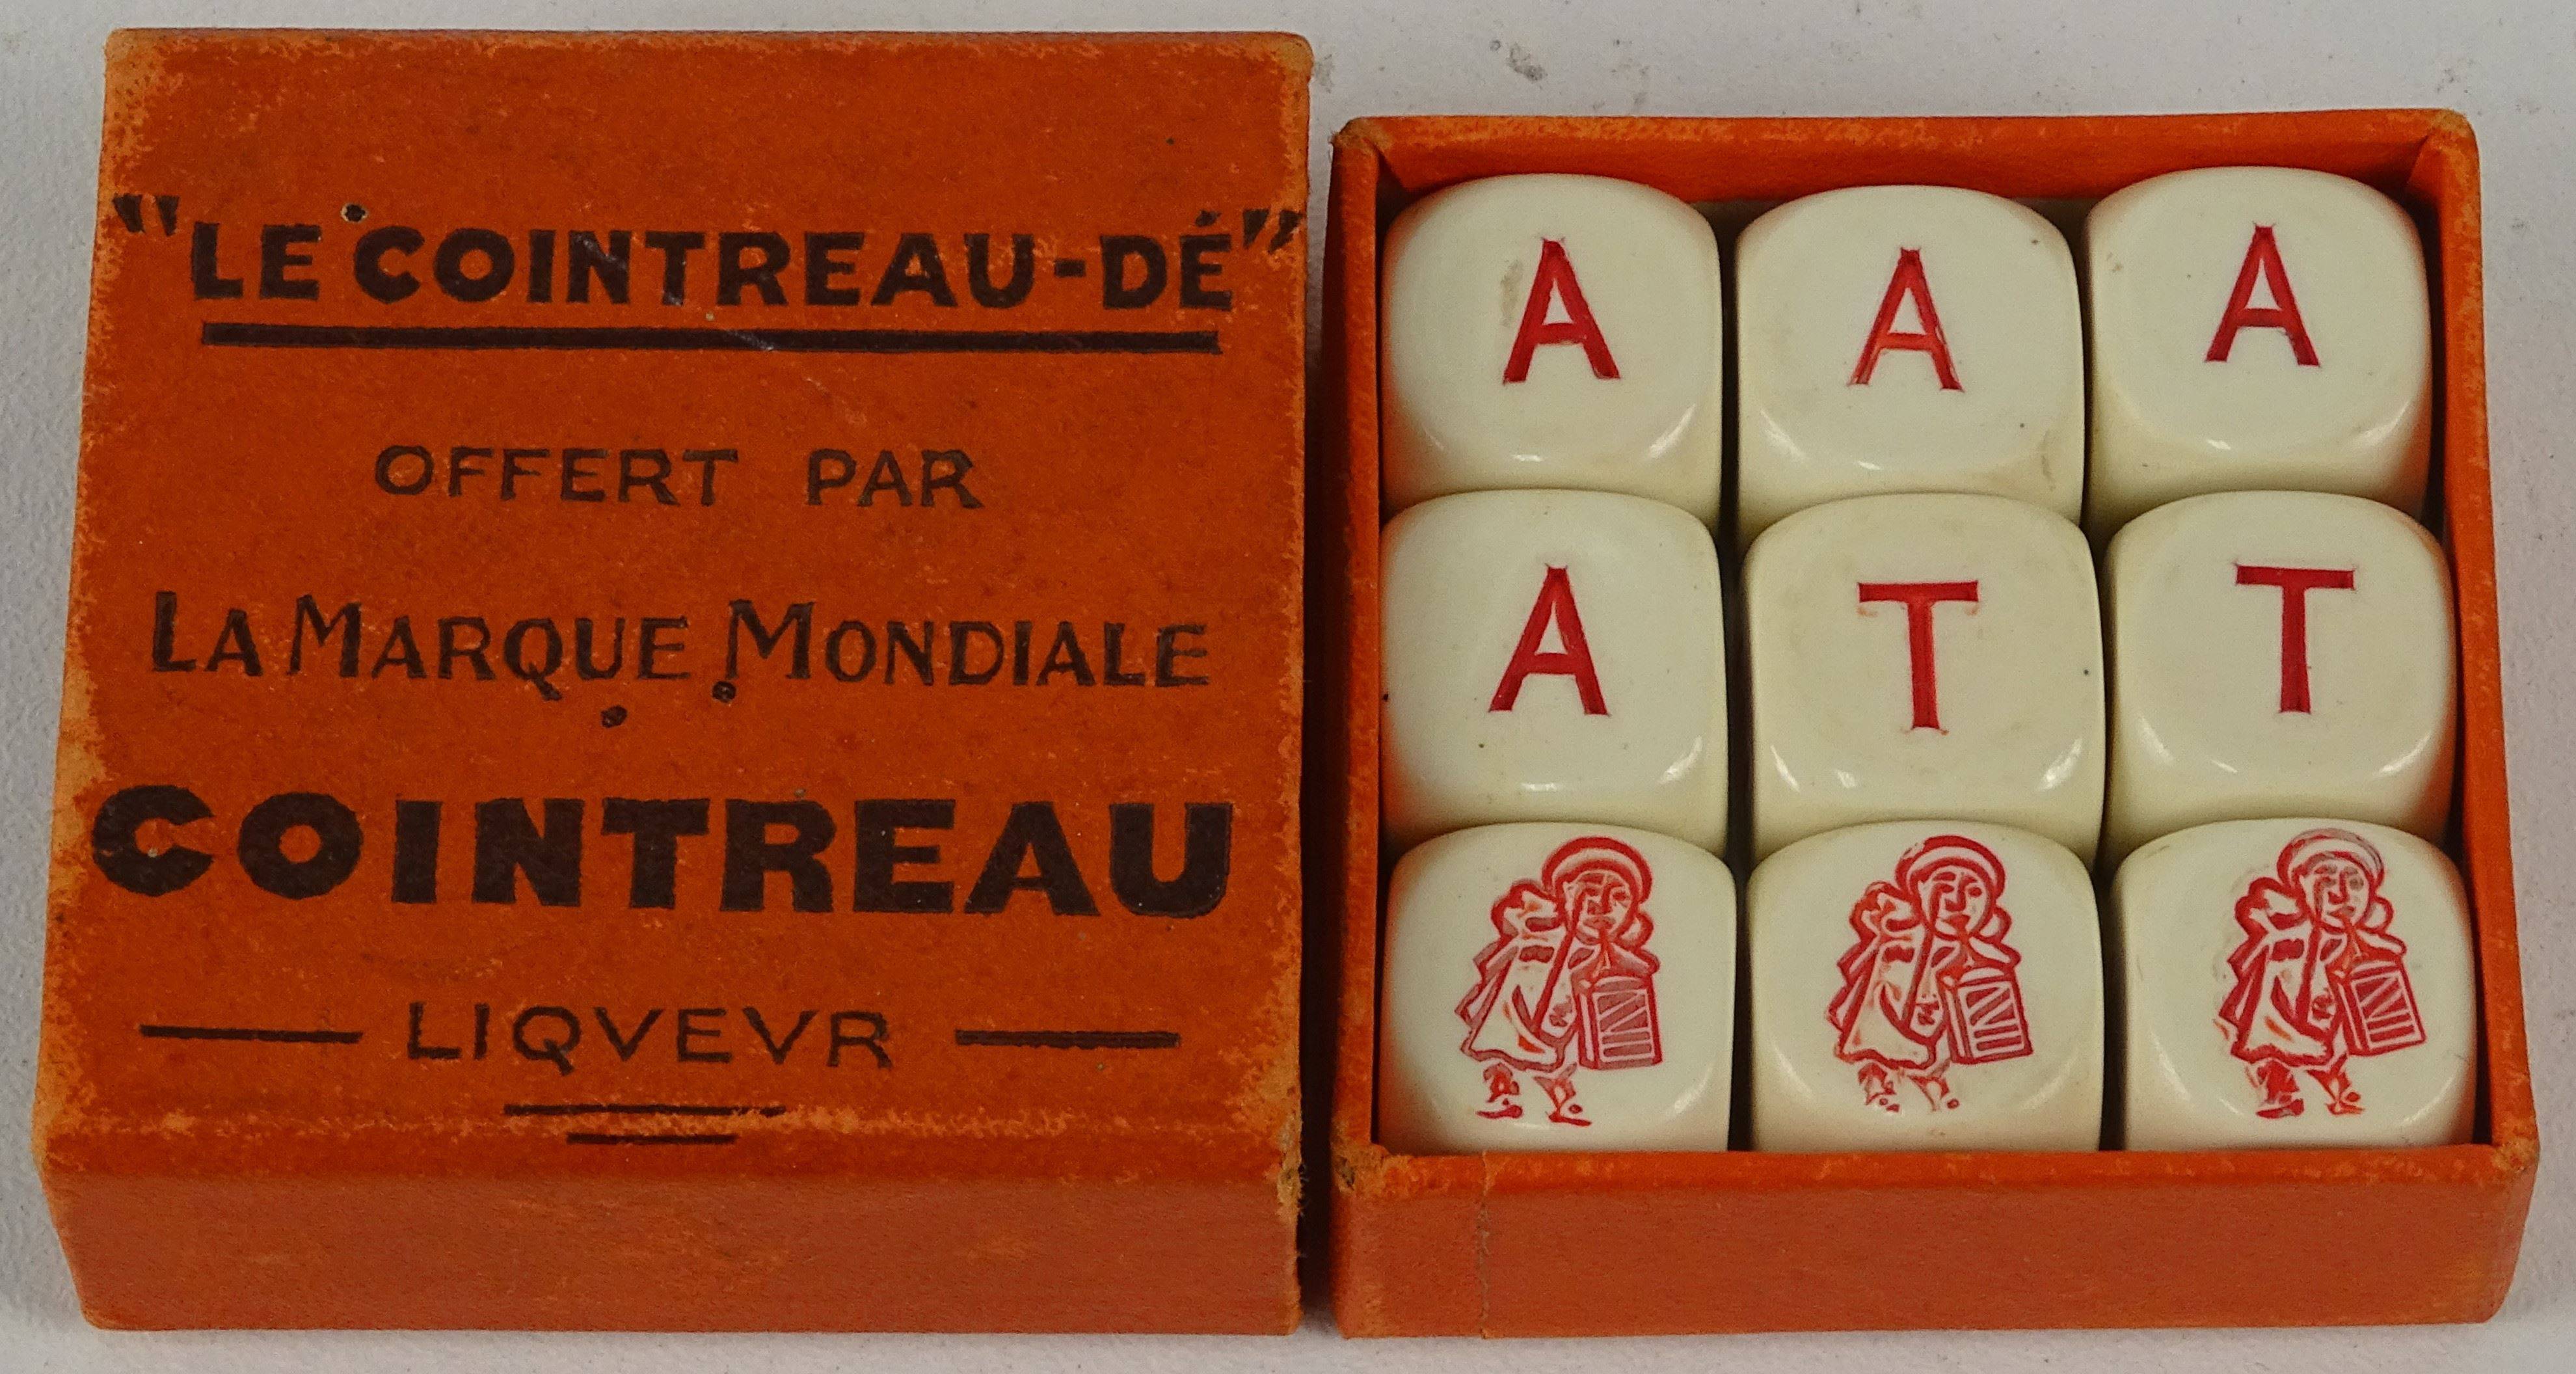 "LE COINTREAU-DÉ"
OFFERT PAR
LA MARQUE MONDIALE
COINTREAU
LIQVEVR
A A A
A T T